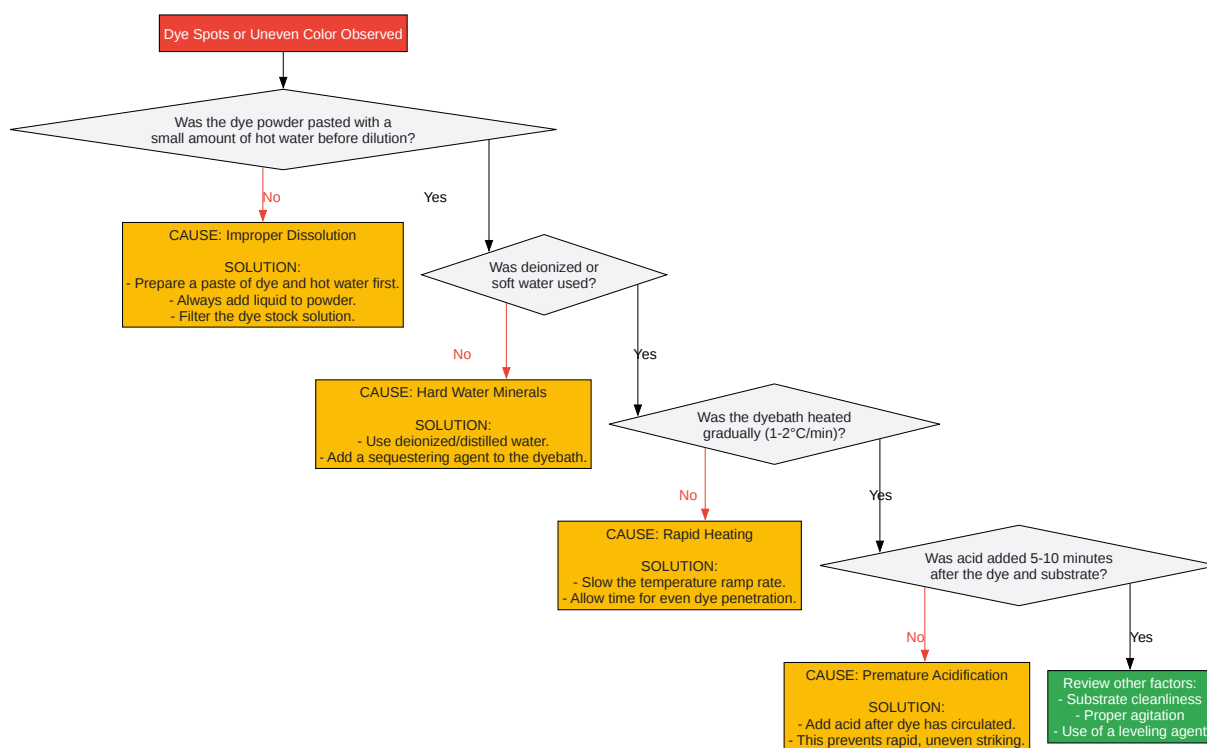 Dye Spots or Uneven Color Observed
Was the dye powder pasted with a
small amount of hot water before dilution?
No
Yes
CAUSE: Improper Dissolution
SOLUTION:
- Prepare a paste of dye and hot water first.
- Always add liquid to powder.
- Filter the dye stock solution.
Was deionized or
soft water used?
No
Yes
CAUSE: Hard Water Minerals
SOLUTION:
- Use deionized/distilled water.
- Add a sequestering agent to the dyebath.
Was the dyebath heated
gradually (1-2°C/min)?
No
Yes
CAUSE: Rapid Heating
SOLUTION:
- Slow the temperature ramp rate.
- Allow time for even dye penetration.
Was acid added 5-10 minutes
after the dye and substrate?
No
Yes
CAUSE: Premature Acidification
SOLUTION:
- Add acid after dye has circulated.
- This prevents rapid, uneven striking.
Review other factors:
- Substrate cleanliness
- Proper agitation
- Use of a leveling agent